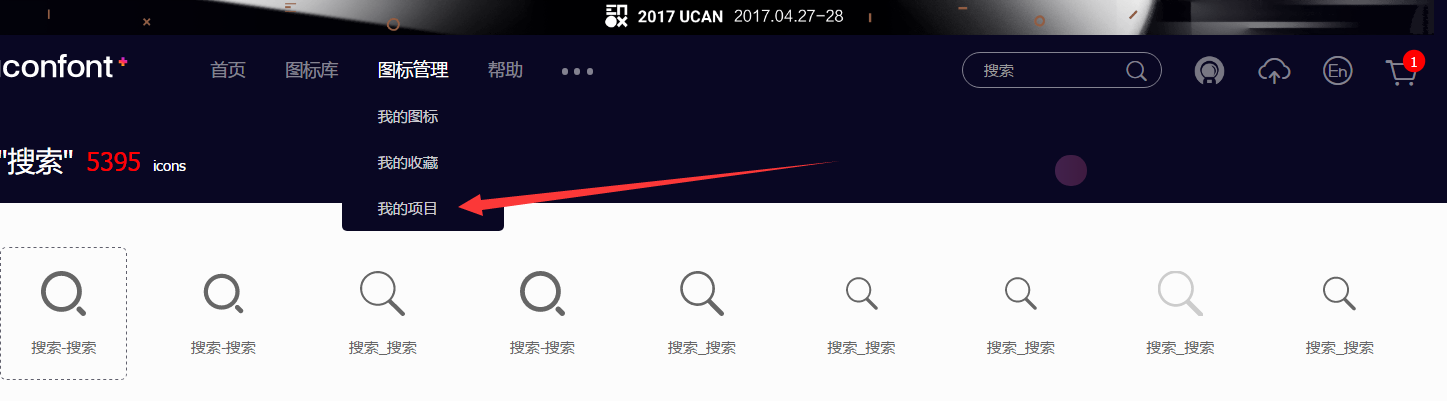 2017 UCAN 2017.04.27-28
iconfont
首页 图标库 图标管理 帮助 搜索 En 1
我的图标
我的收藏
我的项目
"搜索" 5395 icons
搜索-搜索 搜索-搜索 搜索_搜索 搜索-搜索 搜索_搜索 搜索_搜索 搜索_搜索 搜索_搜索 搜索_搜索